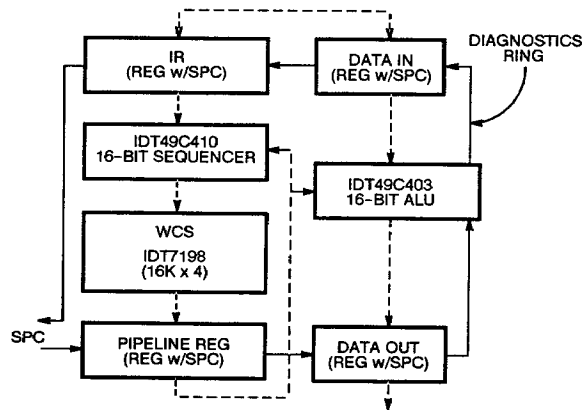 IR
(REG w/SPC)
DATA IN
(REG w/SPC)
DIAGNOSTICS
RING
IDT49C410
16-BIT SEQUENCER
IDT49C403
16-BIT ALU
WCS
IDT7198
(16K x 4)
SPC
PIPELINE REG
(REG w/SPC)
DATA OUT
(REG w/SPC)